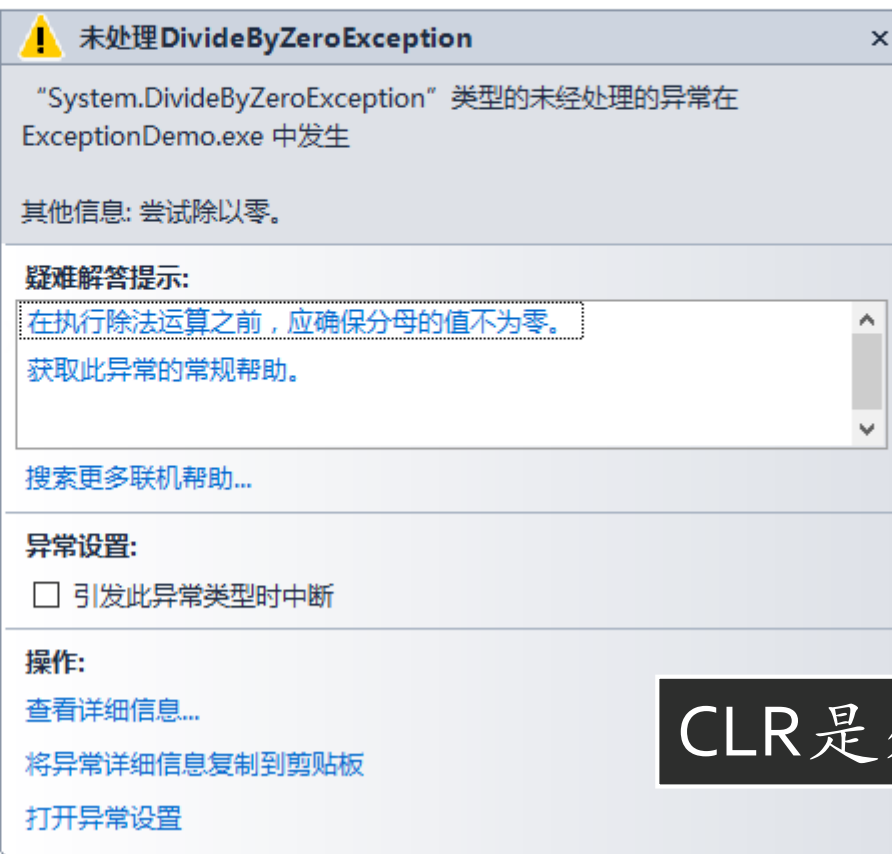 未处理DivideByZeroException
“System.DivideByZeroException”类型的未经处理的异常在
ExceptionDemo.exe 中发生
其他信息: 尝试除以零。
疑难解答提示:
在执行除法运算之前，应确保分母的值不为零。
获取此异常的常规帮助。
搜索更多联机帮助...
异常设置:
引发此异常类型时中断
操作:
查看详细信息...
将异常详细信息复制到剪贴板
打开异常设置
CLR是